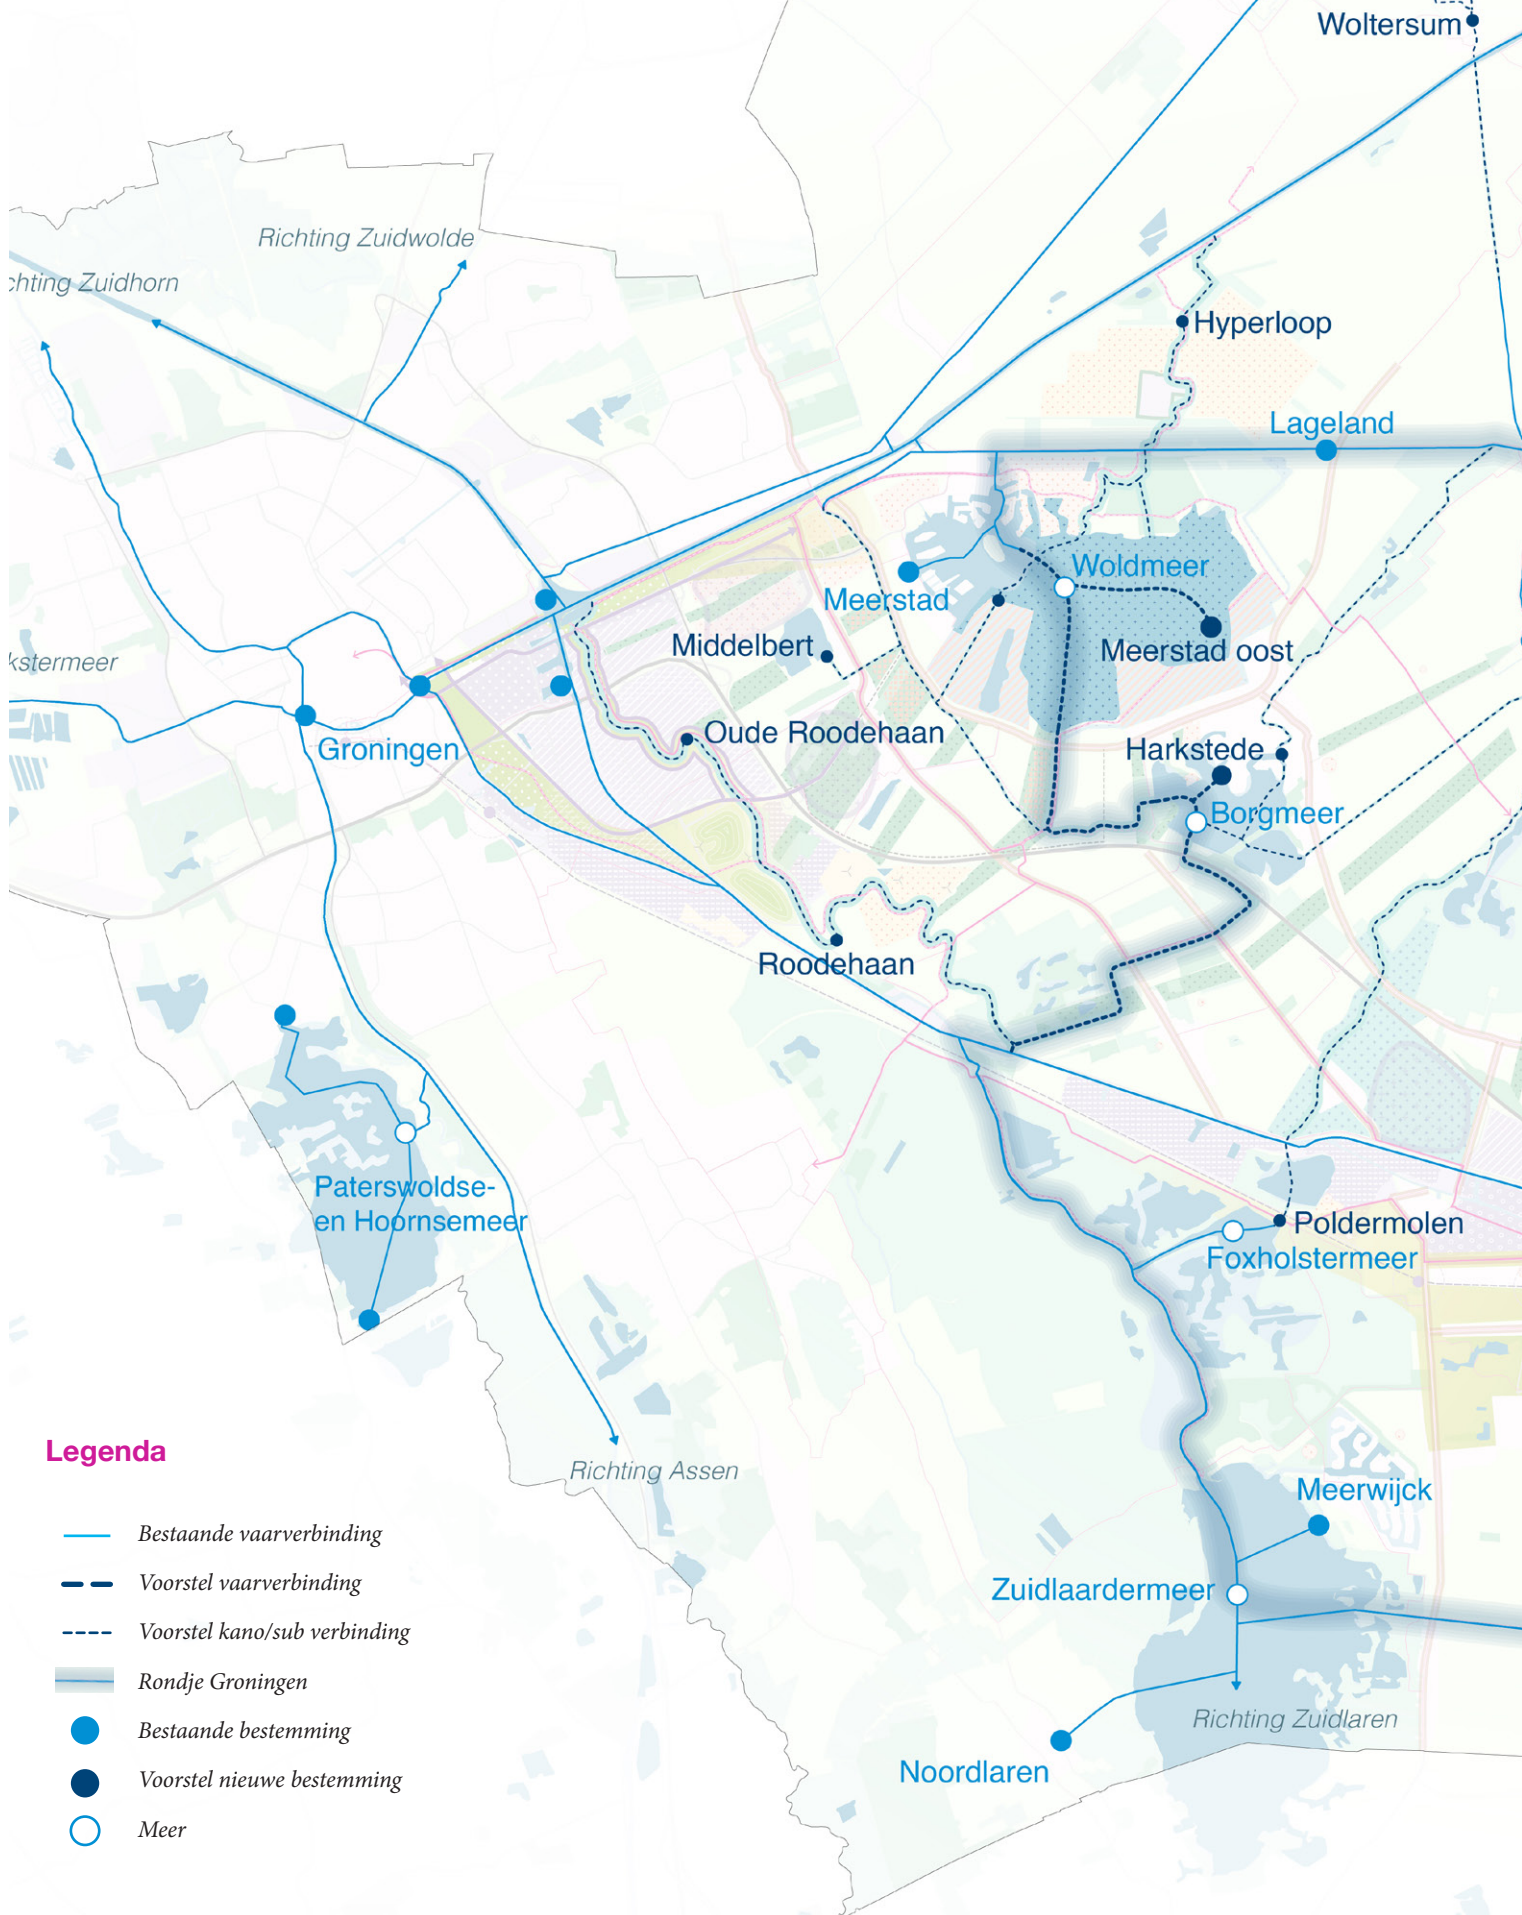 Woltersum
Richting Zuidwolde
chting Zuidhorn
Hyperloop
Lageland
Woldmeer
Meerstad
Middelbert
Meerstad oost
kstermeer
Oude Roodehaan
Groningen
Harkstede
Borgmeer
Roodehaan
Paterswoldse-
en Hoornsemeer
Poldermolen
Foxholstermeer
Legenda
Richting Assen
Meerwijck
Bestaande vaarverbinding
Voorstel vaarverbinding
Zuidlaardermeer
Voorstel kano/sub verbinding
Rondje Groningen
Richting Zuidlaren
Bestaande bestemming
Noordlaren
Voorstel nieuwe bestemming
Meer